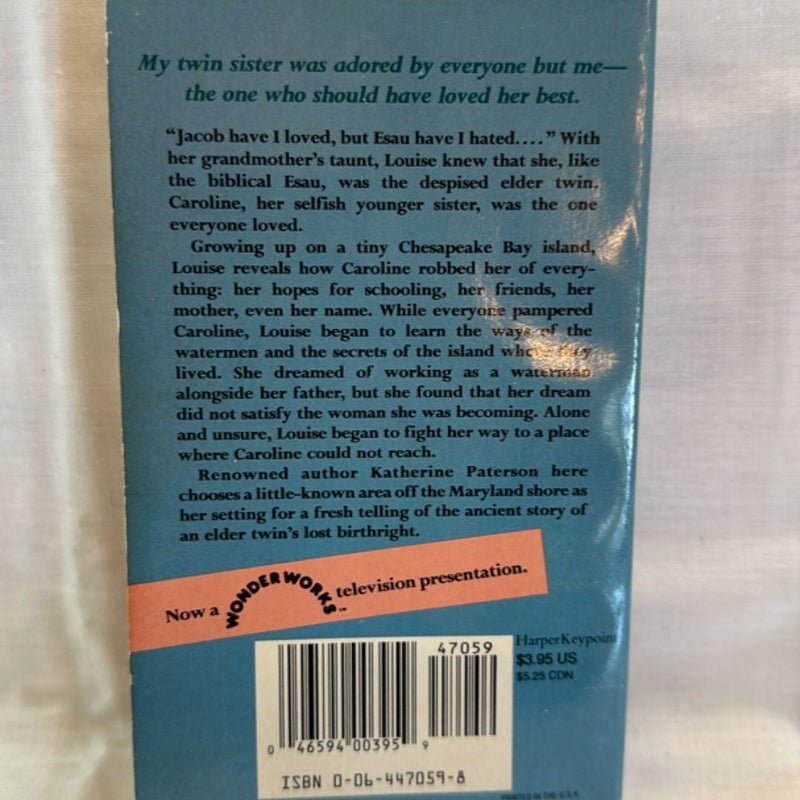 My twin sister was adored by everyone but me—
the one who should have loved her best.
“Jacob have I loved, but Esau have I hated....” With
her grandmother’s taunt, Louise knew that she, like
the biblical Esau, was the despised elder twin.
Caroline, her selfish younger sister, was the one
everyone loved.
Growing up on a tiny Chesapeake Bay island,
Louise reveals how Caroline robbed her of every-
thing: her hopes for schooling, her friends, her
mother, even her name. While everyone pampered
Caroline, Louise began to learn the ways of the
watermen and the secrets of the island where they
lived. She dreamed of working as a waterman
alongside her father, but she found that her dream
did not satisfy the woman she was becoming. Alone
and unsure, Louise began to fight her way to a place
where Caroline could not reach.
Renowned author Katherine Paterson here
chooses a little-known area off the Maryland shore as
her setting for a fresh telling of the ancient story of
an elder twin’s lost birthright.
Now a WONDERWORKS™ television presentation.
47059
0 46594 00395 9
ISBN 0-06-447059-8
HarperKeypoint
$3.95 US
$5.25 CDN
PRINTED IN THE U.S.A.